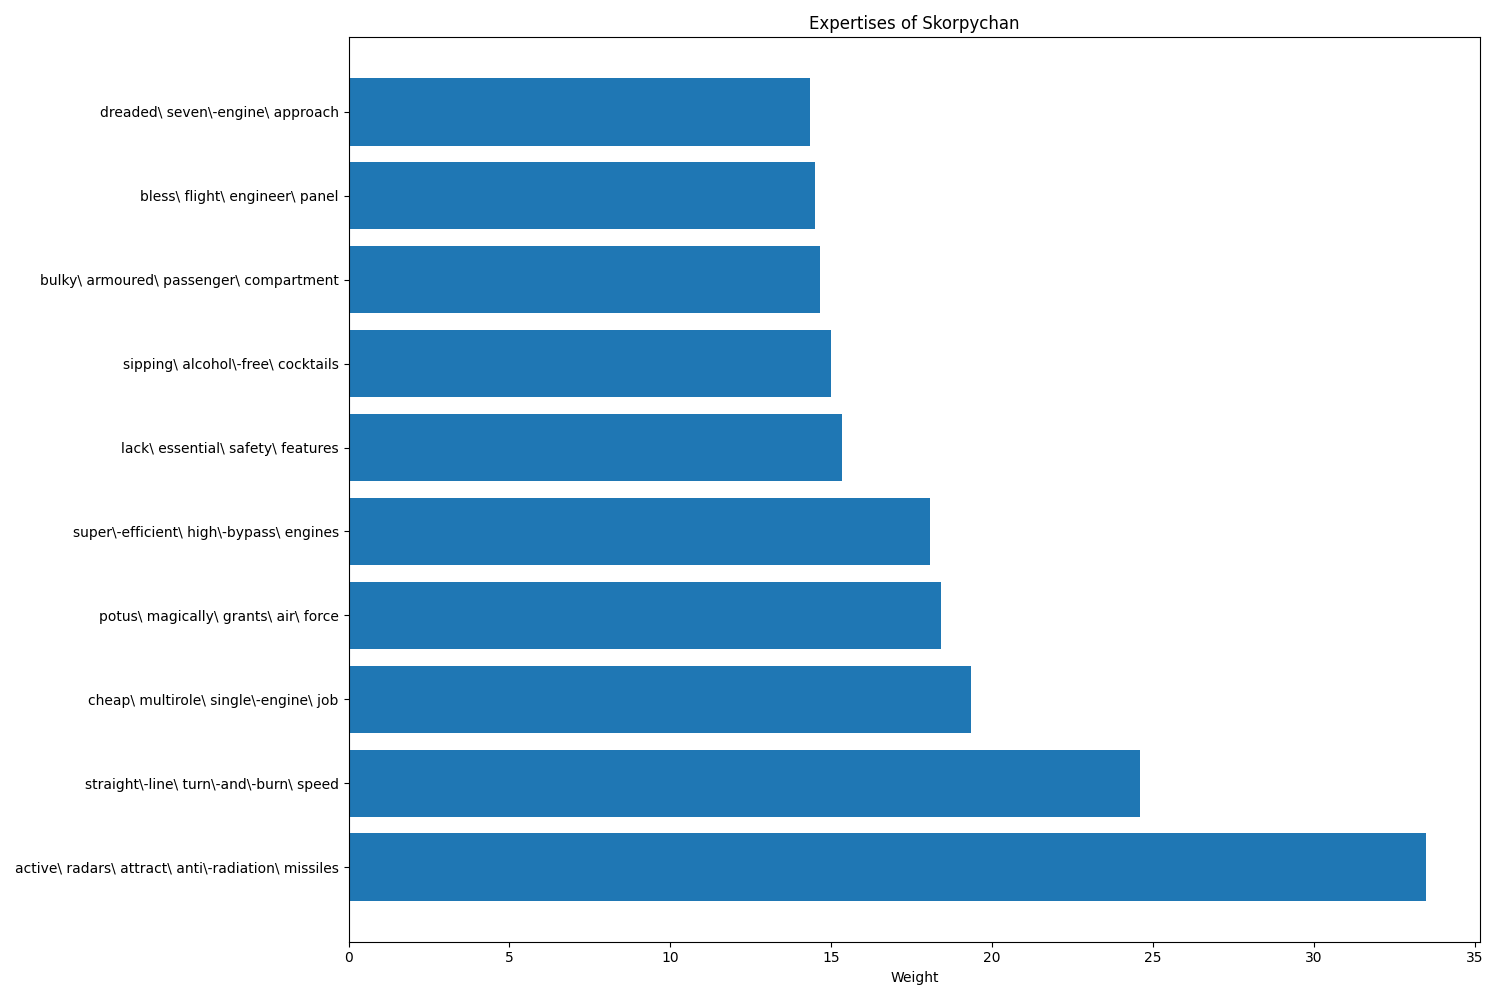 Expertises of Skorpychan
dreaded\ seven\-engine\ approach
bless\ flight\ engineer\ panel
bulky\ armoured\ passenger\ compartment
sipping\ alcohol\-free\ cocktails
lack\ essential\ safety\ features
super\-efficient\ high\-bypass\ engines
potus\ magically\ grants\ air\ force
cheap\ multirole\ single\-engine\ job
straight\-line\ turn\-and\-burn\ speed
active\ radars\ attract\ anti\-radiation\ missiles
0 5 10 15 20 25 30 35
Weight